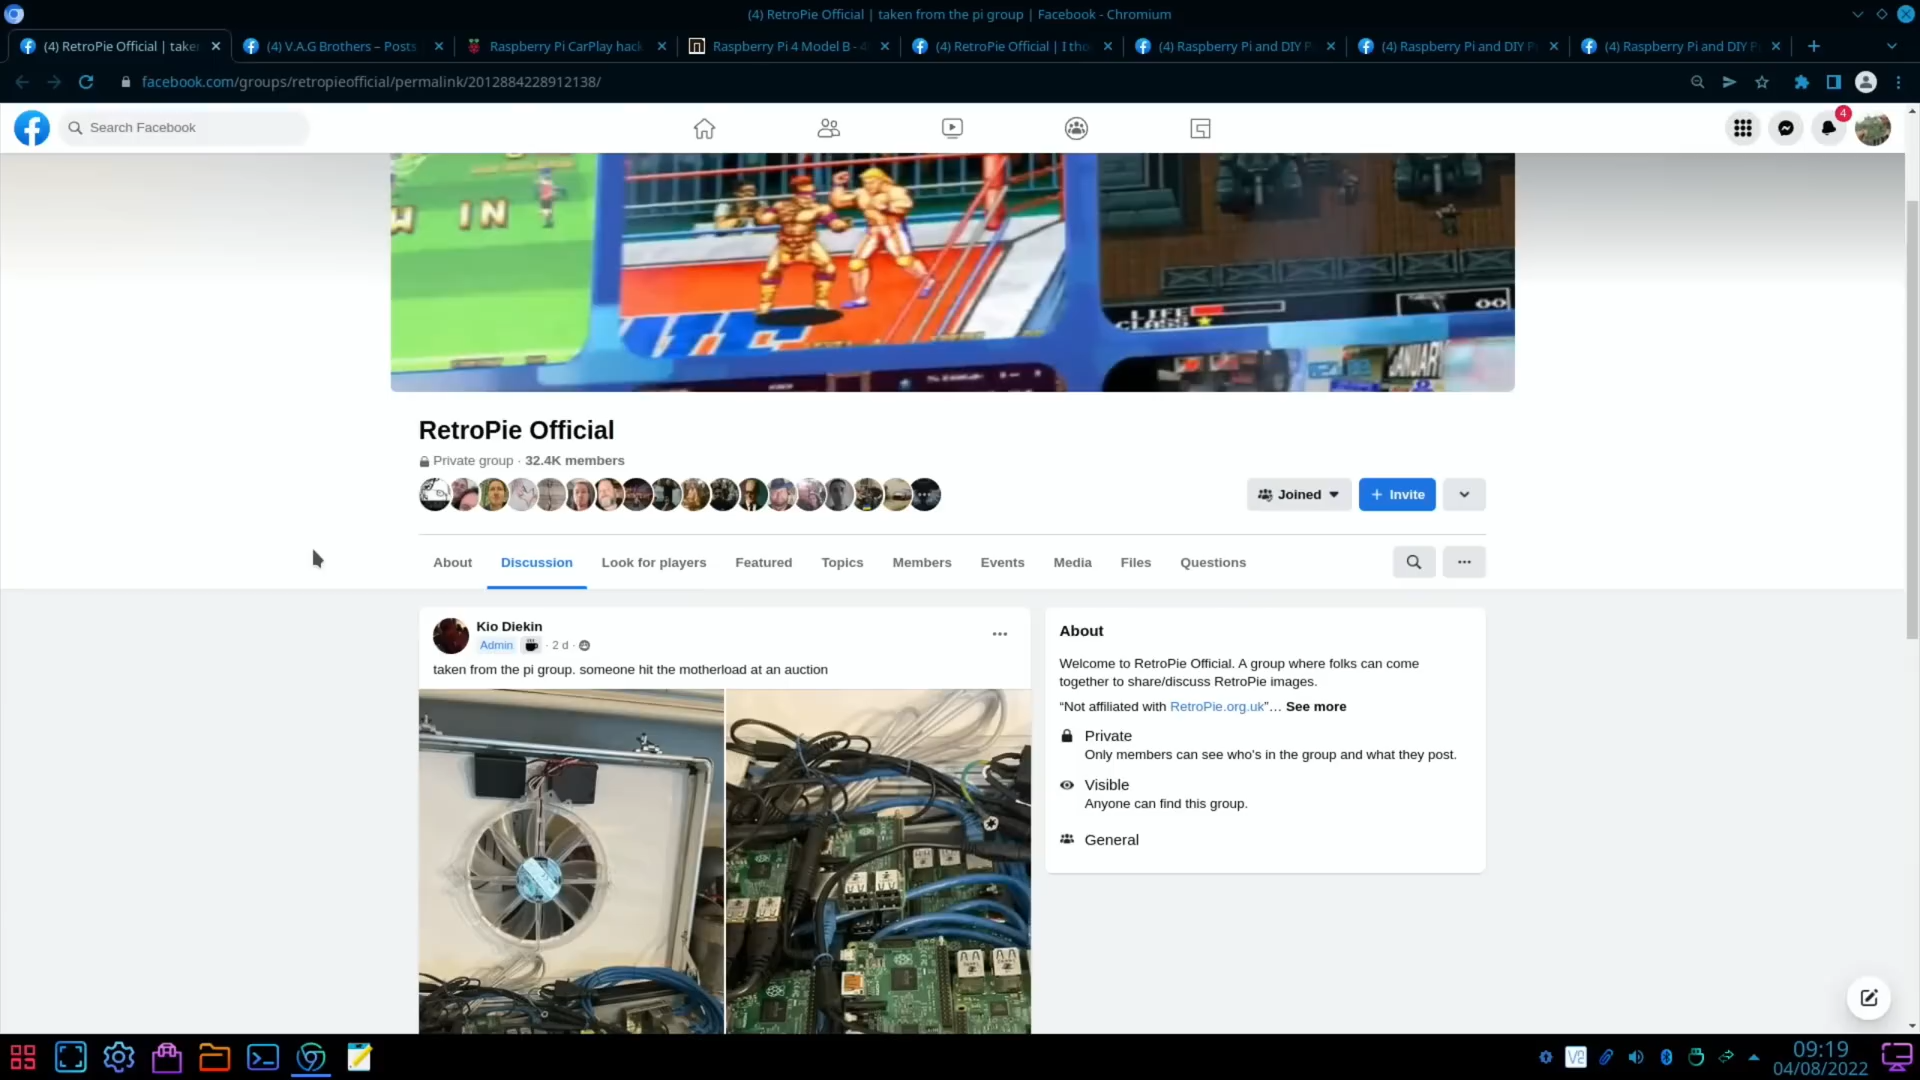 (4) RetroPie Official | taken from the pi group | Facebook - Chromium
(4) RetroPie Official | take
(4) V.A.G Brothers – Posts
Raspberry Pi CarPlay hack
Raspberry Pi 4 Model B - 4
(4) RetroPie Official | I tho
(4) Raspberry Pi and DIY P
(4) Raspberry Pi and DIY P
(4) Raspberry Pi and DIY P
facebook.com/groups/retropieofficial/permalink/2012884228912138/
Search Facebook
4
IN
LIFE
CLASS
00
JANUARY
RetroPie Official
Private group · 32.4K members
Joined
+ Invite
About
Discussion
Look for players
Featured
Topics
Members
Events
Media
Files
Questions
Kio Diekin
Admin · 2 d ·
taken from the pi group. someone hit the motherload at an auction
About
Welcome to RetroPie Official. A group where folks can come
together to share/discuss RetroPie images.
“Not affiliated with RetroPie.org.uk”… See more
Private
Only members can see who's in the group and what they post.
Visible
Anyone can find this group.
General
09:19
04/08/2022